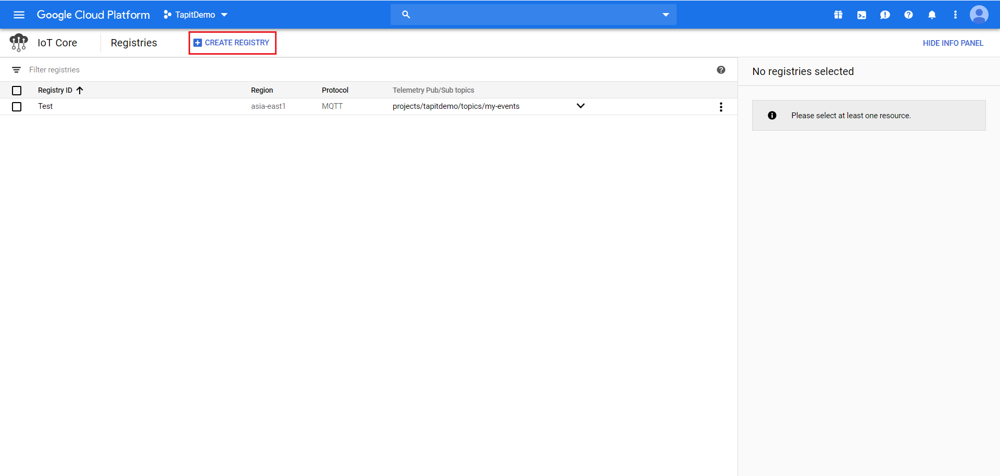 Google Cloud Platform TapitDemo
IoT Core Registries CREATE REGISTRY HIDE INFO PANEL
Filter registries
Registry ID Region Protocol Telemetry Pub/Sub topics
Test asia-east1 MQTT projects/tapitdemo/topics/my-events
No registries selected
Please select at least one resource.